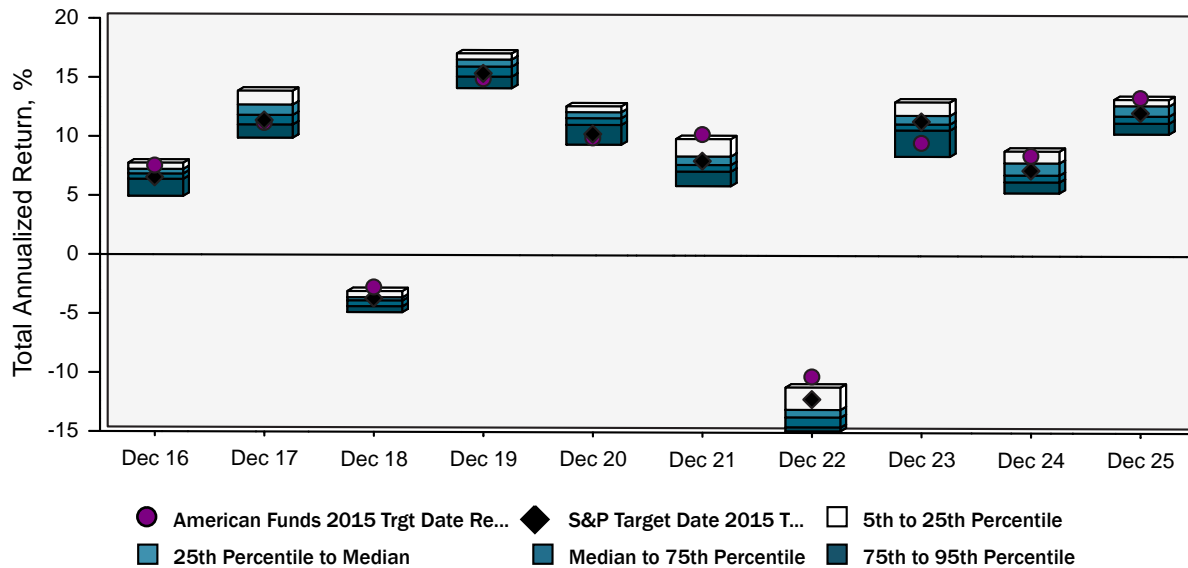 Total Annualized Return, %
20
15
10
5
0
-5
-10
-15
Dec 16 Dec 17 Dec 18 Dec 19 Dec 20 Dec 21 Dec 22 Dec 23 Dec 24 Dec 25
American Funds 2015 Trgt Date Re... S&P Target Date 2015 T... 5th to 25th Percentile
25th Percentile to Median Median to 75th Percentile 75th to 95th Percentile